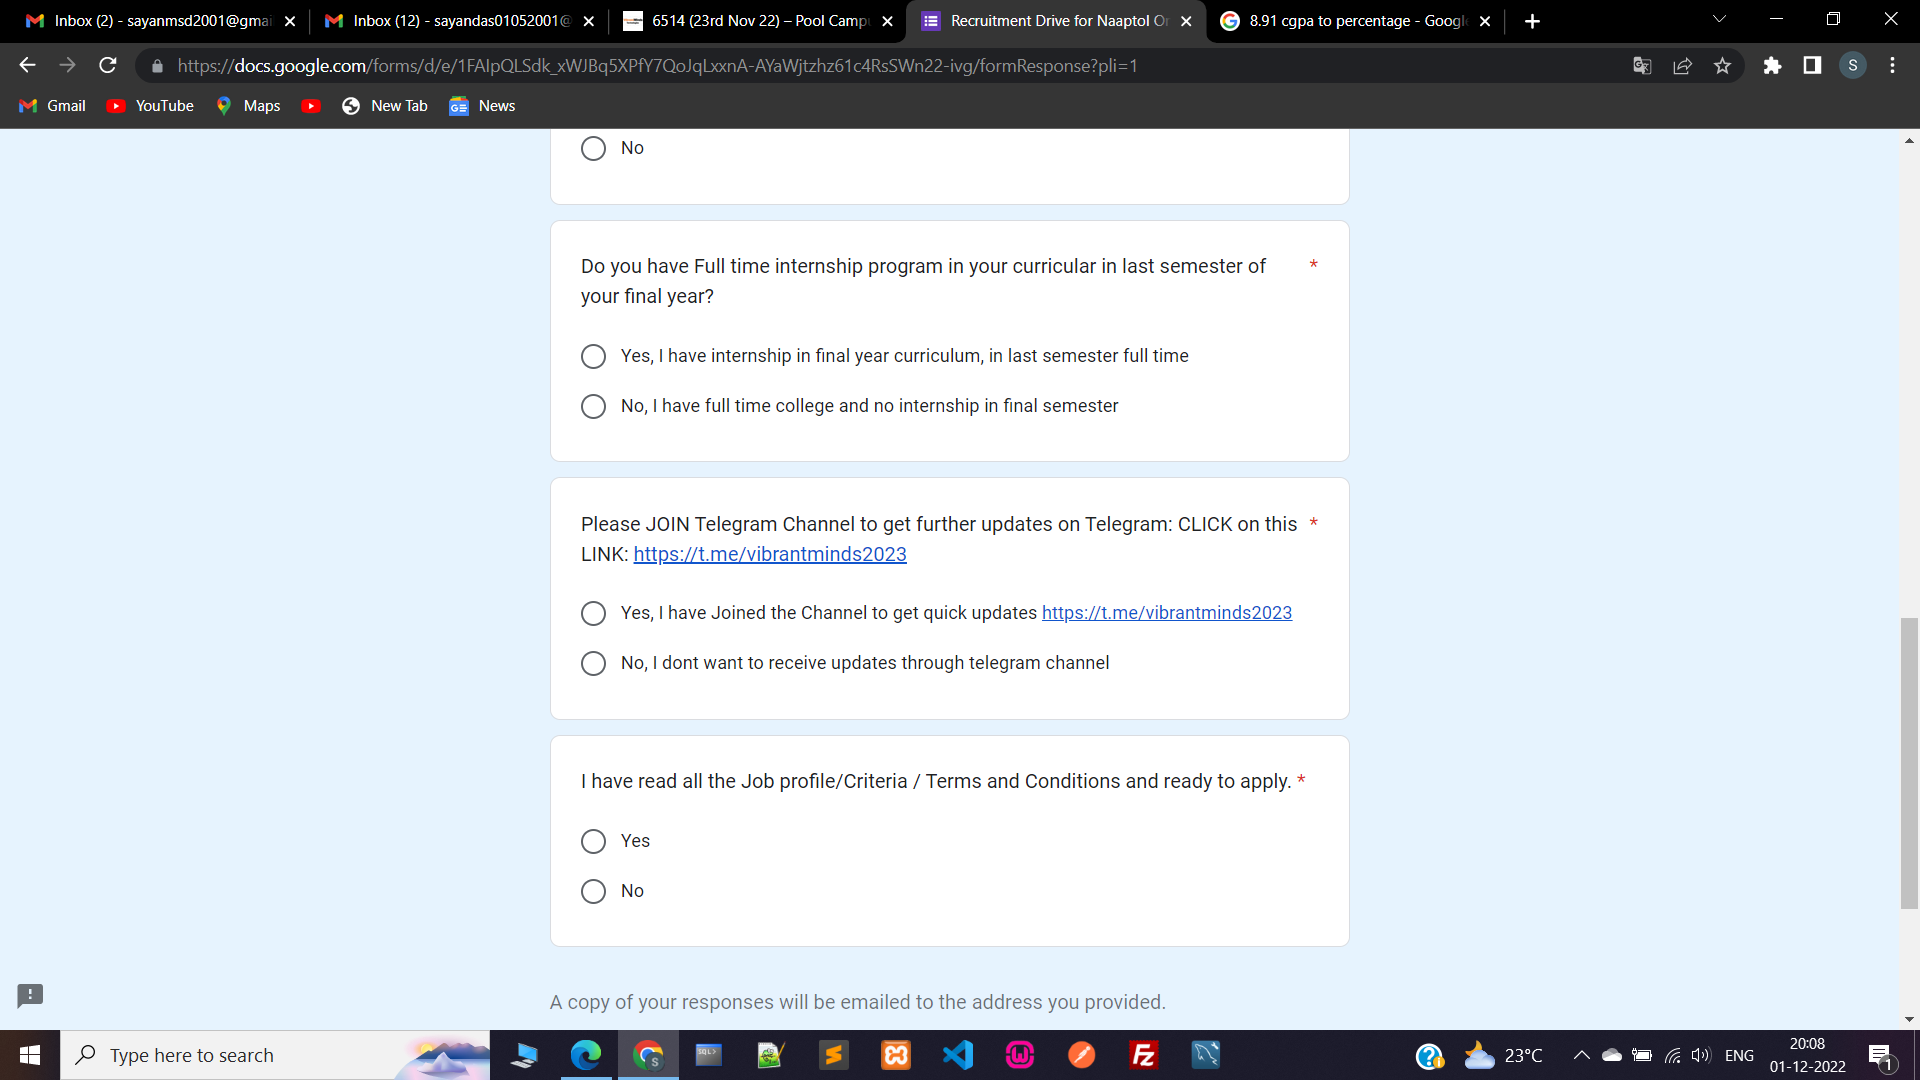 Inbox (2) - sayanmsd2001@gmai
Inbox (12) - sayandas01052001@
6514 (23rd Nov 22) – Pool Camp
Recruitment Drive for Naaptol O
8.91 cgpa to percentage - Goog
https://docs.google.com/forms/d/e/1FAIpQLSdk_xWJBq5XPfY7QoJqLxxnA-AYaWjtzhz61c4RsSWn22-ivg/formResponse?pli=1
S
Gmail
YouTube
Maps
New Tab
News
No
Do you have Full time internship program in your curricular in last semester of *
your final year?
Yes, I have internship in final year curriculum, in last semester full time
No, I have full time college and no internship in final semester
Please JOIN Telegram Channel to get further updates on Telegram: CLICK on this *
LINK: https://t.me/vibrantminds2023
Yes, I have Joined the Channel to get quick updates https://t.me/vibrantminds2023
No, I dont want to receive updates through telegram channel
I have read all the Job profile/Criteria / Terms and Conditions and ready to apply. *
Yes
No
A copy of your responses will be emailed to the address you provided.
Type here to search
23°C
ENG
20:08
01-12-2022
1